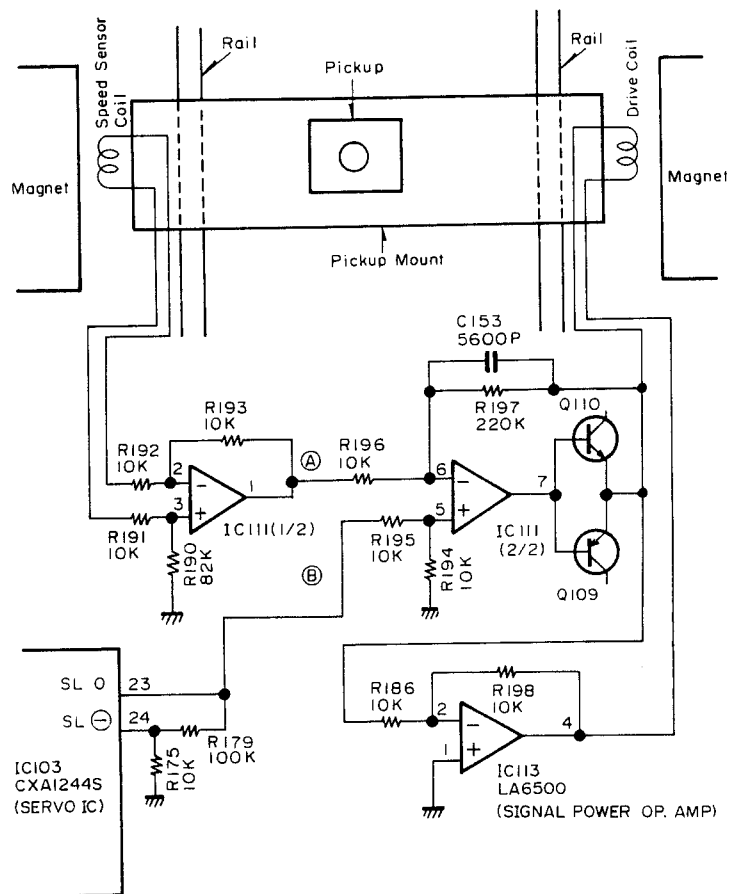 Speed Sensor
Coil
Rail
Pickup
Rail
Drive Coil
Magnet
Magnet
Pickup Mount
C153
5600P
R197
220K
Q110
R193
10K
R192
10K
2
3
1
A
R196
10K
6
5
7
R191
10K
R190
82K
IC111(1/2)
R195
10K
R194
10K
IC111
(2/2)
B
Q109
SL O
23
SL ⊖
24
R179
100K
R175
10K
IC103
CXA1244S
(SERVO IC)
R186
10K
R198
10K
2
1
4
IC113
LA6500
(SIGNAL POWER OP. AMP)